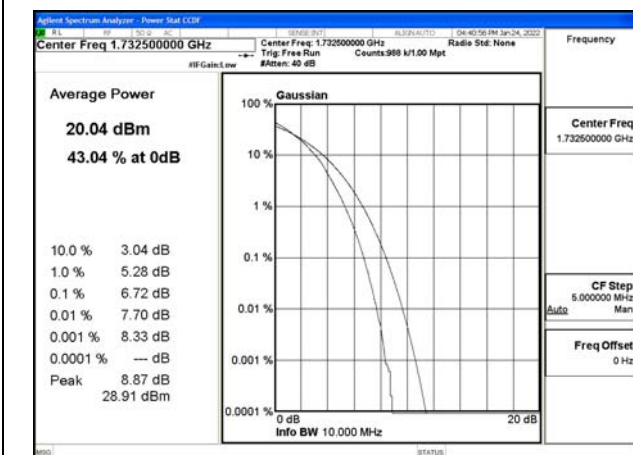 Agilent Spectrum Analyzer - Power Stat CCDF
RL RF 50 Ω AC SENSE:INT ALIGNAUTO 04:40:56 PM Jan 24, 2022
Center Freq 1.732500000 GHz
Center Freq: 1.732500000 GHz
Radio Std: None
Trig: Free Run Counts:988 k/1.00 Mpt
#IFGain:Low #Atten: 40 dB
Frequency
Average Power
20.04 dBm
43.04 % at 0dB
10.0 % 3.04 dB
1.0 % 5.28 dB
0.1 % 6.72 dB
0.01 % 7.70 dB
0.001 % 8.33 dB
0.0001 % --- dB
Peak 8.87 dB
28.91 dBm
Gaussian
100 %
10 %
1 %
0.1 %
0.01 %
0.001 %
0.0001 %
0 dB 20 dB
Info BW 10.000 MHz
Center Freq
1.732500000 GHz
CF Step
5.000000 MHz
Auto Man
Freq Offset
0 Hz
MSG STATUS